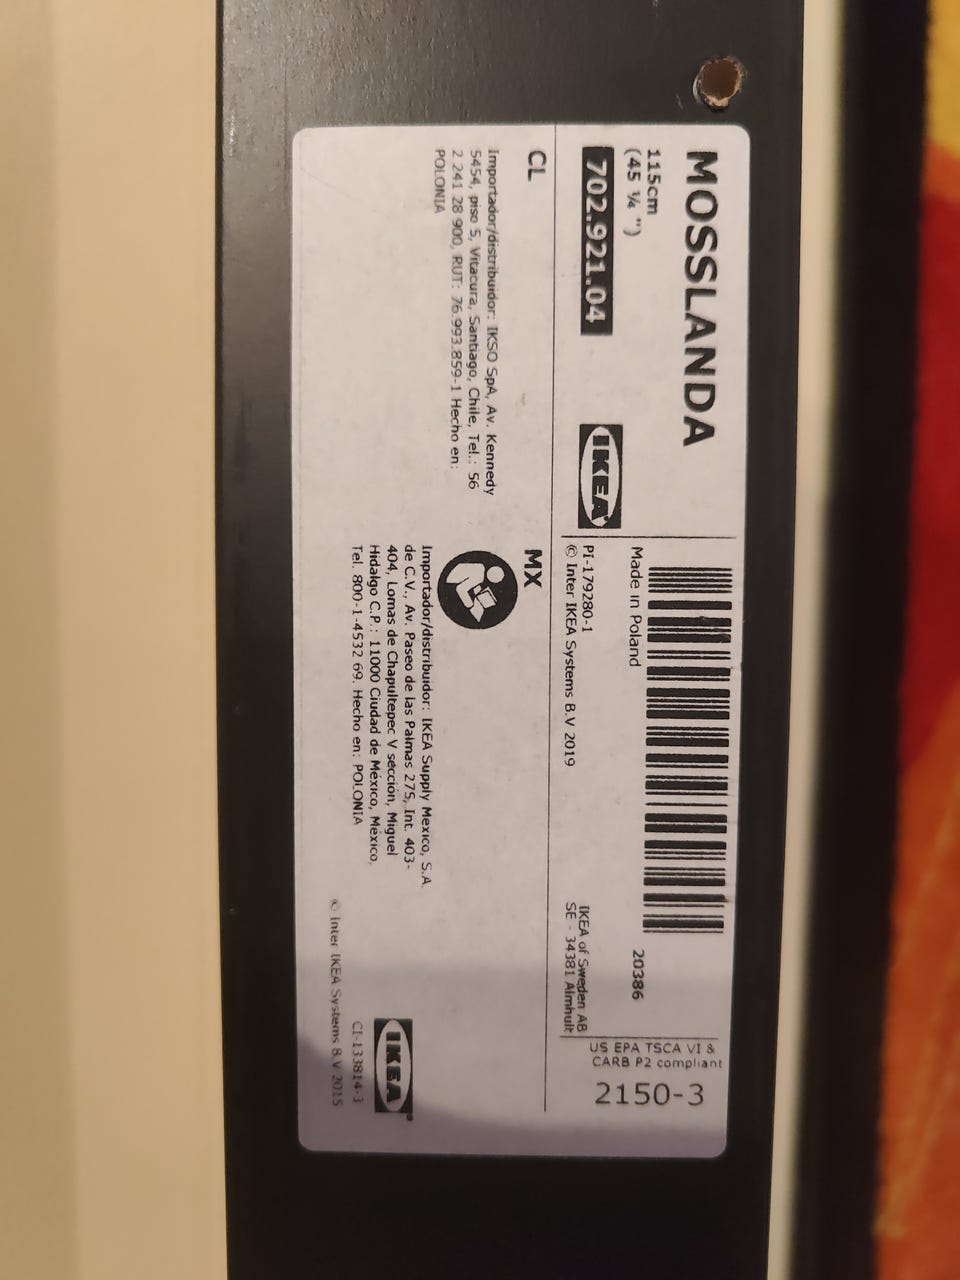 MOSSLANDA
115cm
(45 ¼ ")
702.921.04
IKEA®
20386
Made in Poland
PI-179280-1
© Inter IKEA Systems B.V 2019
IKEA of Sweden AB
SE - 34381 Älmhult
US EPA TSCA VI &
CARB P2 compliant
2150-3
CL
Importador/distribuidor: IKSO SpA, Av. Kennedy
5454, piso 5, Vitacura, Santiago, Chile, Tel.: 56
2 241 28 900, RUT: 76.993.859-1 Hecho en:
POLONIA
MX
Importador/distribuidor: IKEA Supply Mexico, S.A.
de C.V., Av. Paseo de las Palmas 275, Int. 403-
404, Lomas de Chapultepec V sección, Miguel
Hidalgo C.P.: 11000 Ciudad de México, México,
Tel. 800-1-4532 69. Hecho en: POLONIA
IKEA®
CI-133814-3
© Inter IKEA Systems B.V 2015